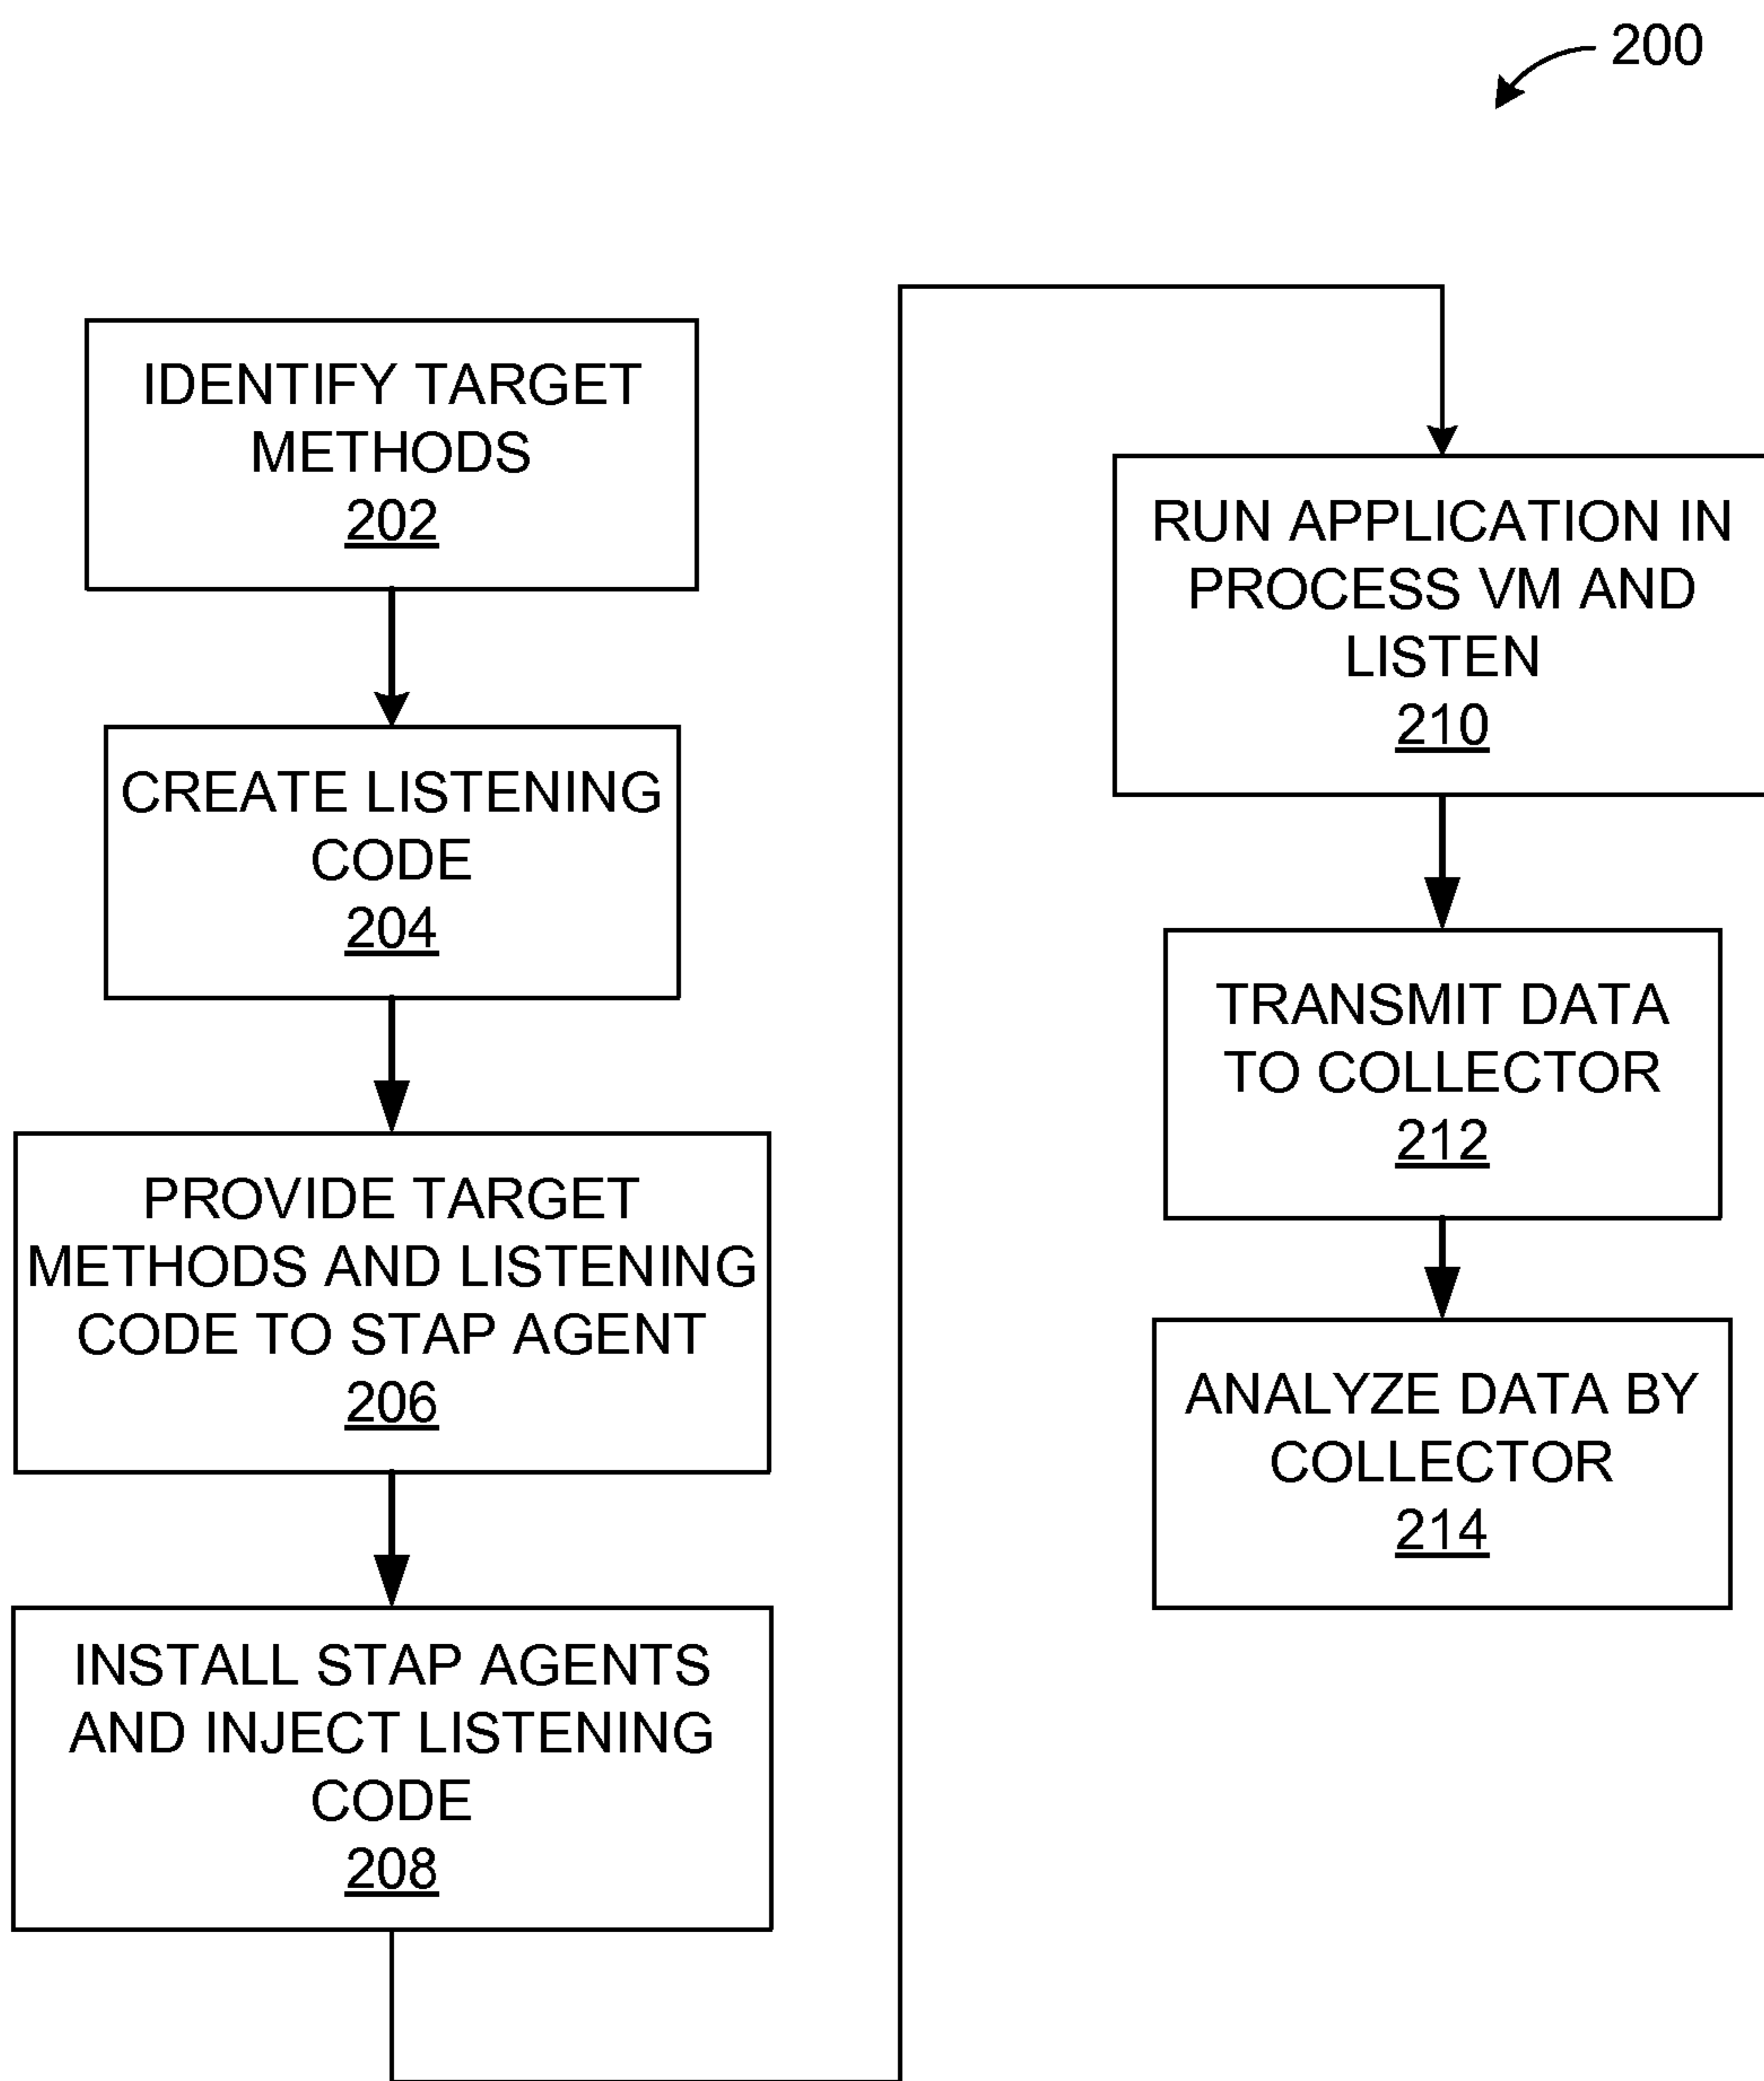 200
IDENTIFY TARGET
METHODS
202
CREATE LISTENING
CODE
204
PROVIDE TARGET
METHODS AND LISTENING
CODE TO STAP AGENT
206
INSTALL STAP AGENTS
AND INJECT LISTENING
CODE
208
RUN APPLICATION IN
PROCESS VM AND
LISTEN
210
TRANSMIT DATA
TO COLLECTOR
212
ANALYZE DATA BY
COLLECTOR
214